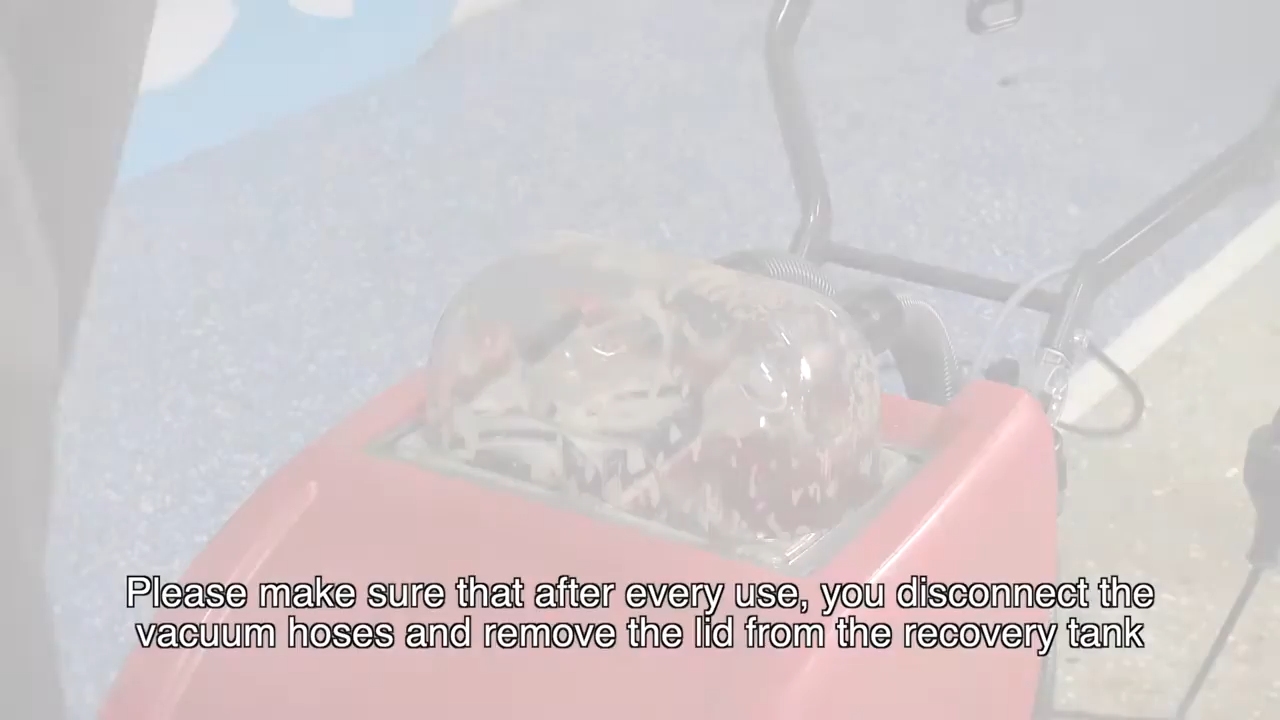 Please make sure that after every use, you disconnect the
vacuum hoses and remove the lid from the recovery tank